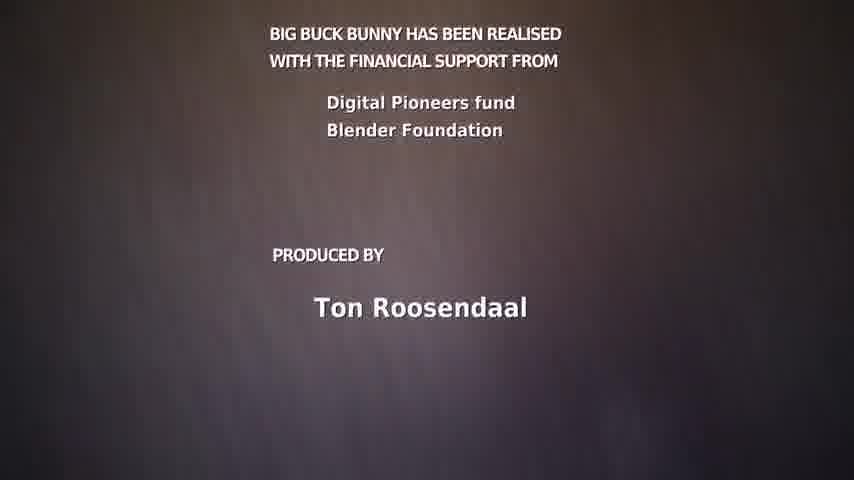 BIG BUCK BUNNY HAS BEEN REALISED
WITH THE FINANCIAL SUPPORT FROM
Digital Pioneers fund
Blender Foundation
PRODUCED BY
Ton Roosendaal